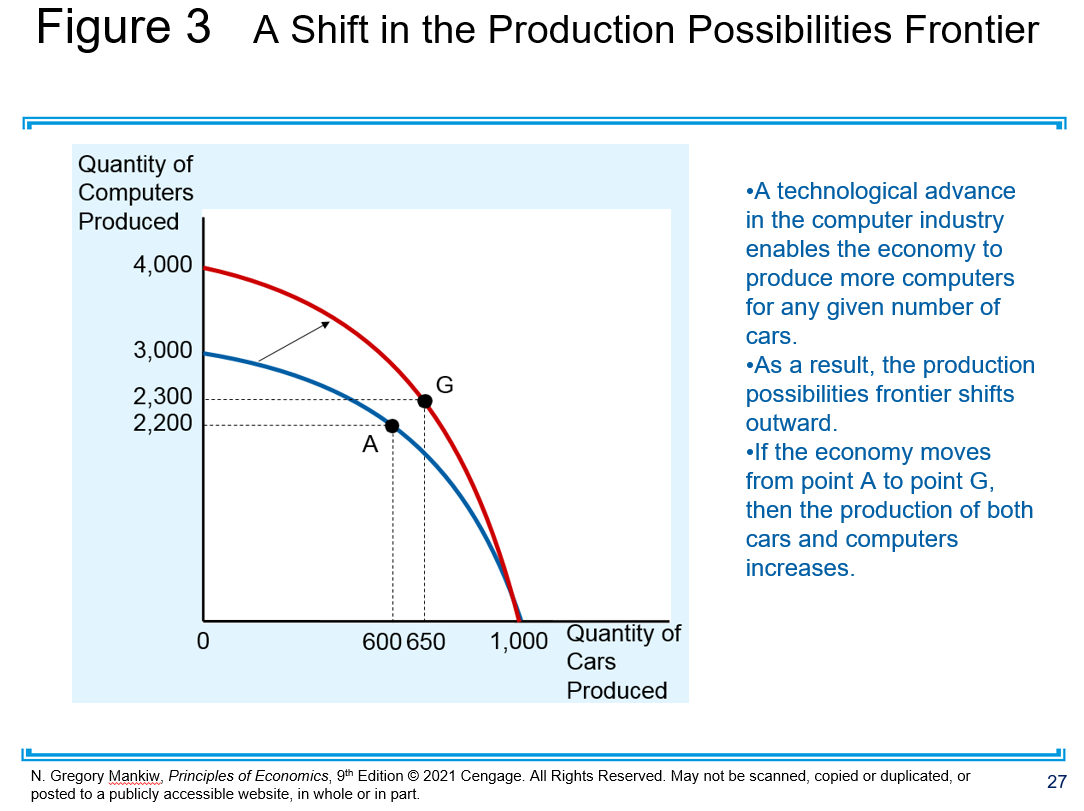 Figure 3 A Shift in the Production Possibilities Frontier
Quantity of
Computers
Produced
4,000
3,000
2,300
2,200
G
A
0
600 650
1,000
Quantity of
Cars
Produced
•A technological advance
in the computer industry
enables the economy to
produce more computers
for any given number of
cars.
•As a result, the production
possibilities frontier shifts
outward.
•If the economy moves
from point A to point G,
then the production of both
cars and computers
increases.
N. Gregory Mankiw, Principles of Economics, 9th Edition © 2021 Cengage. All Rights Reserved. May not be scanned, copied or duplicated, or
posted to a publicly accessible website, in whole or in part.
27